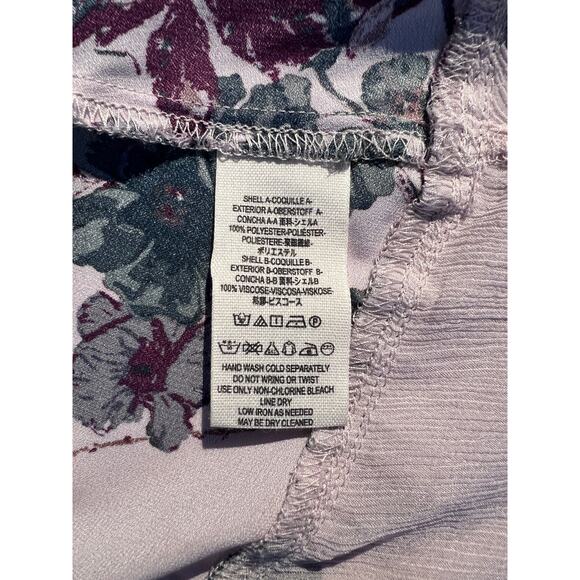 SHELL A-COQUILLE A-
EXTERIOR A-OBERSTOFF A-
CONCHA A-A 面料-シェルA
100% POLYESTER-POLIÉSTER-
POLIESTERE-聚酯纖維-
ポリエステル
SHELL B-COQUILLE B-
EXTERIOR B-OBERSTOFF B-
CONCHA B-B 面料-シェルB
100% VISCOSE-VISCOSA-VISKOSE-
粘膠-ビスコース
HAND WASH COLD SEPARATELY
DO NOT WRING OR TWIST
USE ONLY NON-CHLORINE BLEACH
LINE DRY
LOW IRON AS NEEDED
MAY BE DRY CLEANED